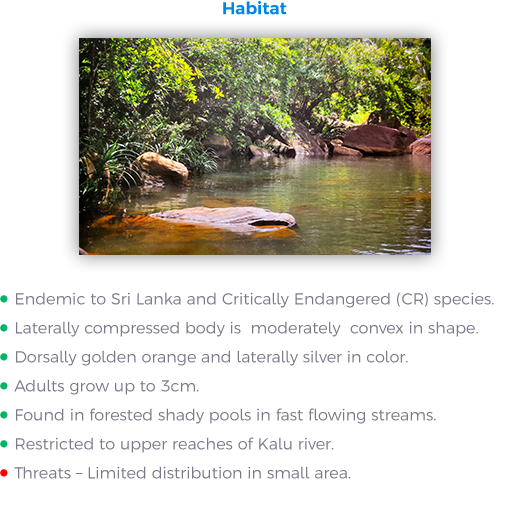 Habitat
Endemic to Sri Lanka and Critically Endangered (CR) species.
Laterally compressed body is  moderately  convex in shape.
Dorsally golden orange and laterally silver in color.
Adults grow up to 3cm.
Found in forested shady pools in fast flowing streams.
Restricted to upper reaches of Kalu river.
Threats – Limited distribution in small area.